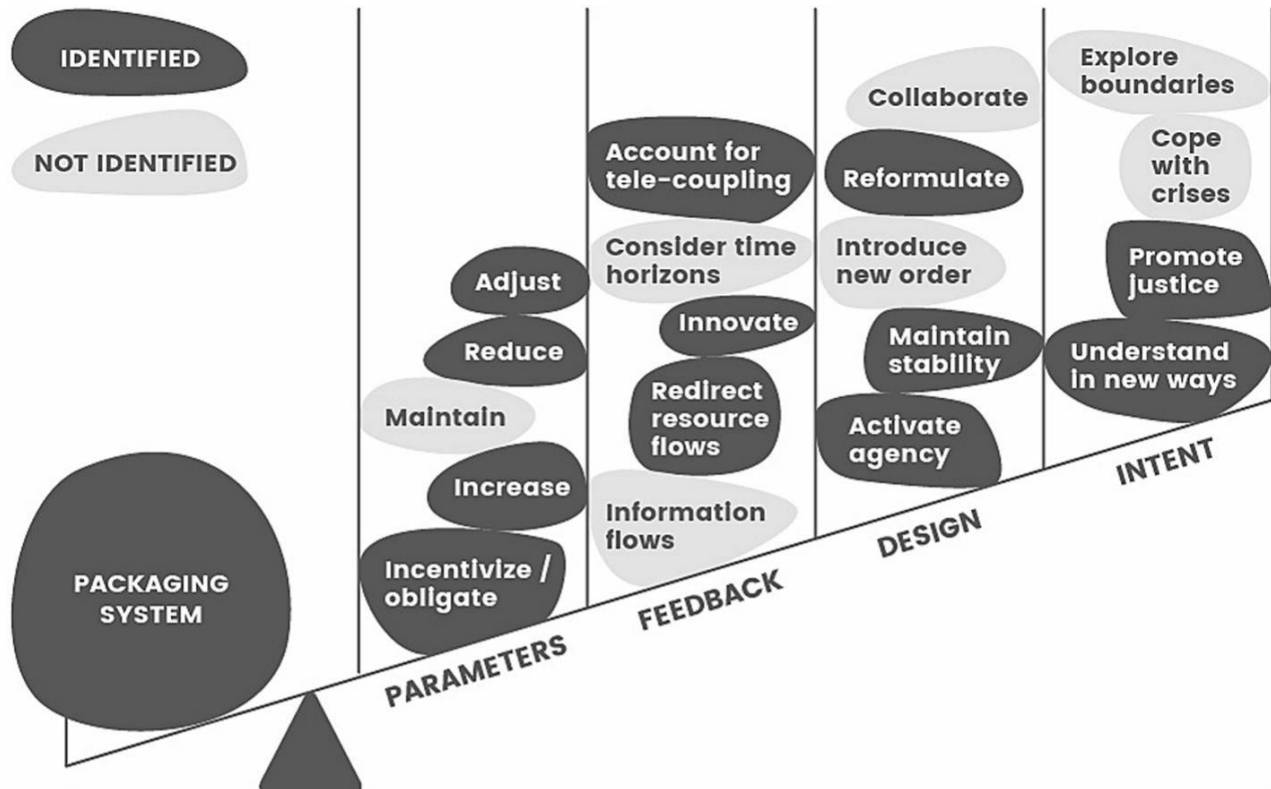 IDENTIFIED
NOT IDENTIFIED
PACKAGING
SYSTEM
Adjust
Reduce
Maintain
Increase
Incentivize /
obligate
PARAMETERS
Account for
tele-coupling
Consider time
horizons
Innovate
Redirect
resource
flows
Information
flows
FEEDBACK
Collaborate
Reformulate
Introduce
new order
Maintain
stability
Activate
agency
DESIGN
Explore
boundaries
Cope
with
crises
Promote
justice
Understand
in new ways
INTENT